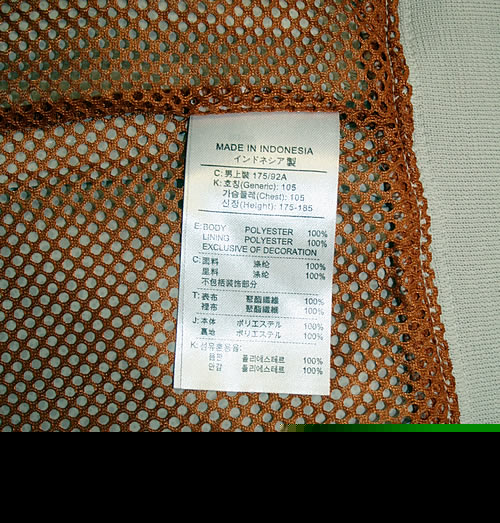 MADE IN INDONESIA
インドネシア製
C: 男上装 175/92A
K: 호칭(Generic): 105
가슴둘레(Chest): 105
신장(Height): 175-185
E: BODY POLYESTER 100%
LINING POLYESTER 100%
EXCLUSIVE OF DECORATION
C: 面料 涤纶 100%
里料 涤纶 100%
不包括装饰部分
T: 表布 聚酯纖維 100%
裡布 聚酯纖維 100%
J: 本体 ポリエステル 100%
裏地 ポリエステル 100%
K: 섬유혼용율:
폴리에스테르 100%
안감 폴리에스테르 100%